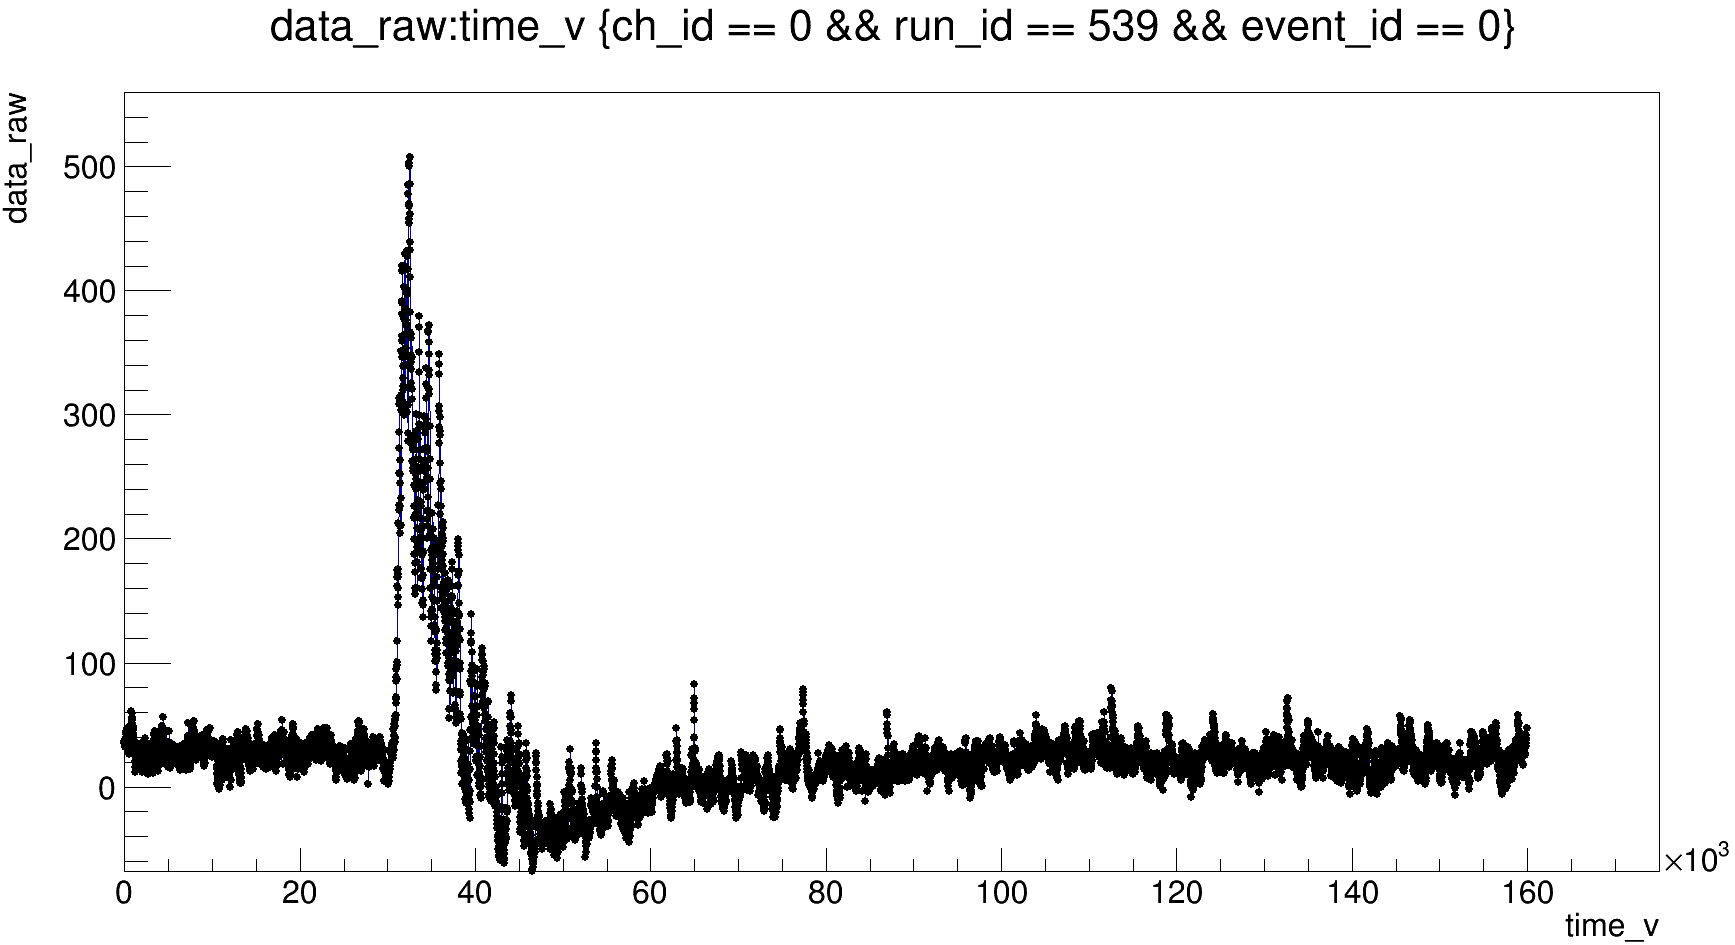 data_raw:time_v {ch_id == 0 && run_id == 539 && event_id == 0}
data_raw
500
400
300
200
100
0
0 20 40 60 80 100 120 140 160
×10³
time_v